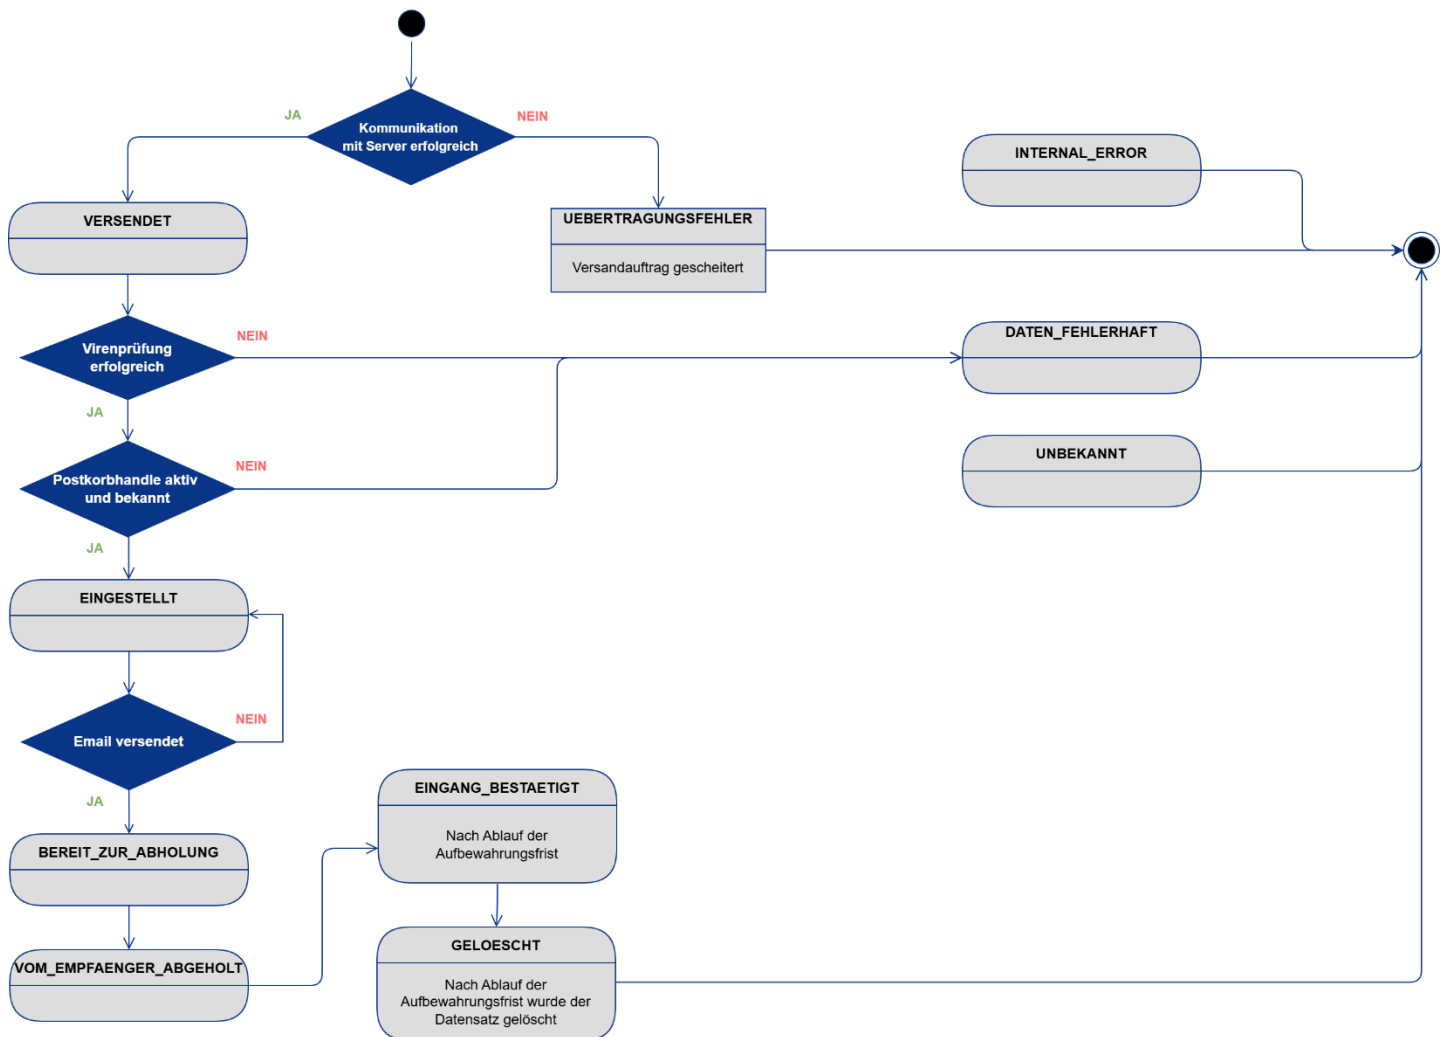 JA
NEIN
Kommunikation
mit Server erfolgreich
INTERNAL_ERROR
VERSENDET
UEBERTRAGUNGSFEHLER
Versandauftrag gescheitert
NEIN
Virenprüfung
erfolgreich
DATEN_FEHLERHAFT
JA
NEIN
Postkorbhandle aktiv
und bekannt
UNBEKANNT
JA
EINGESTELLT
NEIN
Email versendet
JA
EINGANG_BESTAETIGT
Nach Ablauf der
Aufbewahrungsfrist
BEREIT_ZUR_ABHOLUNG
VOM_EMPFAENGER_ABGEHOLT
GELOESCHT
Nach Ablauf der
Aufbewahrungsfrist wurde der
Datensatz gelöscht